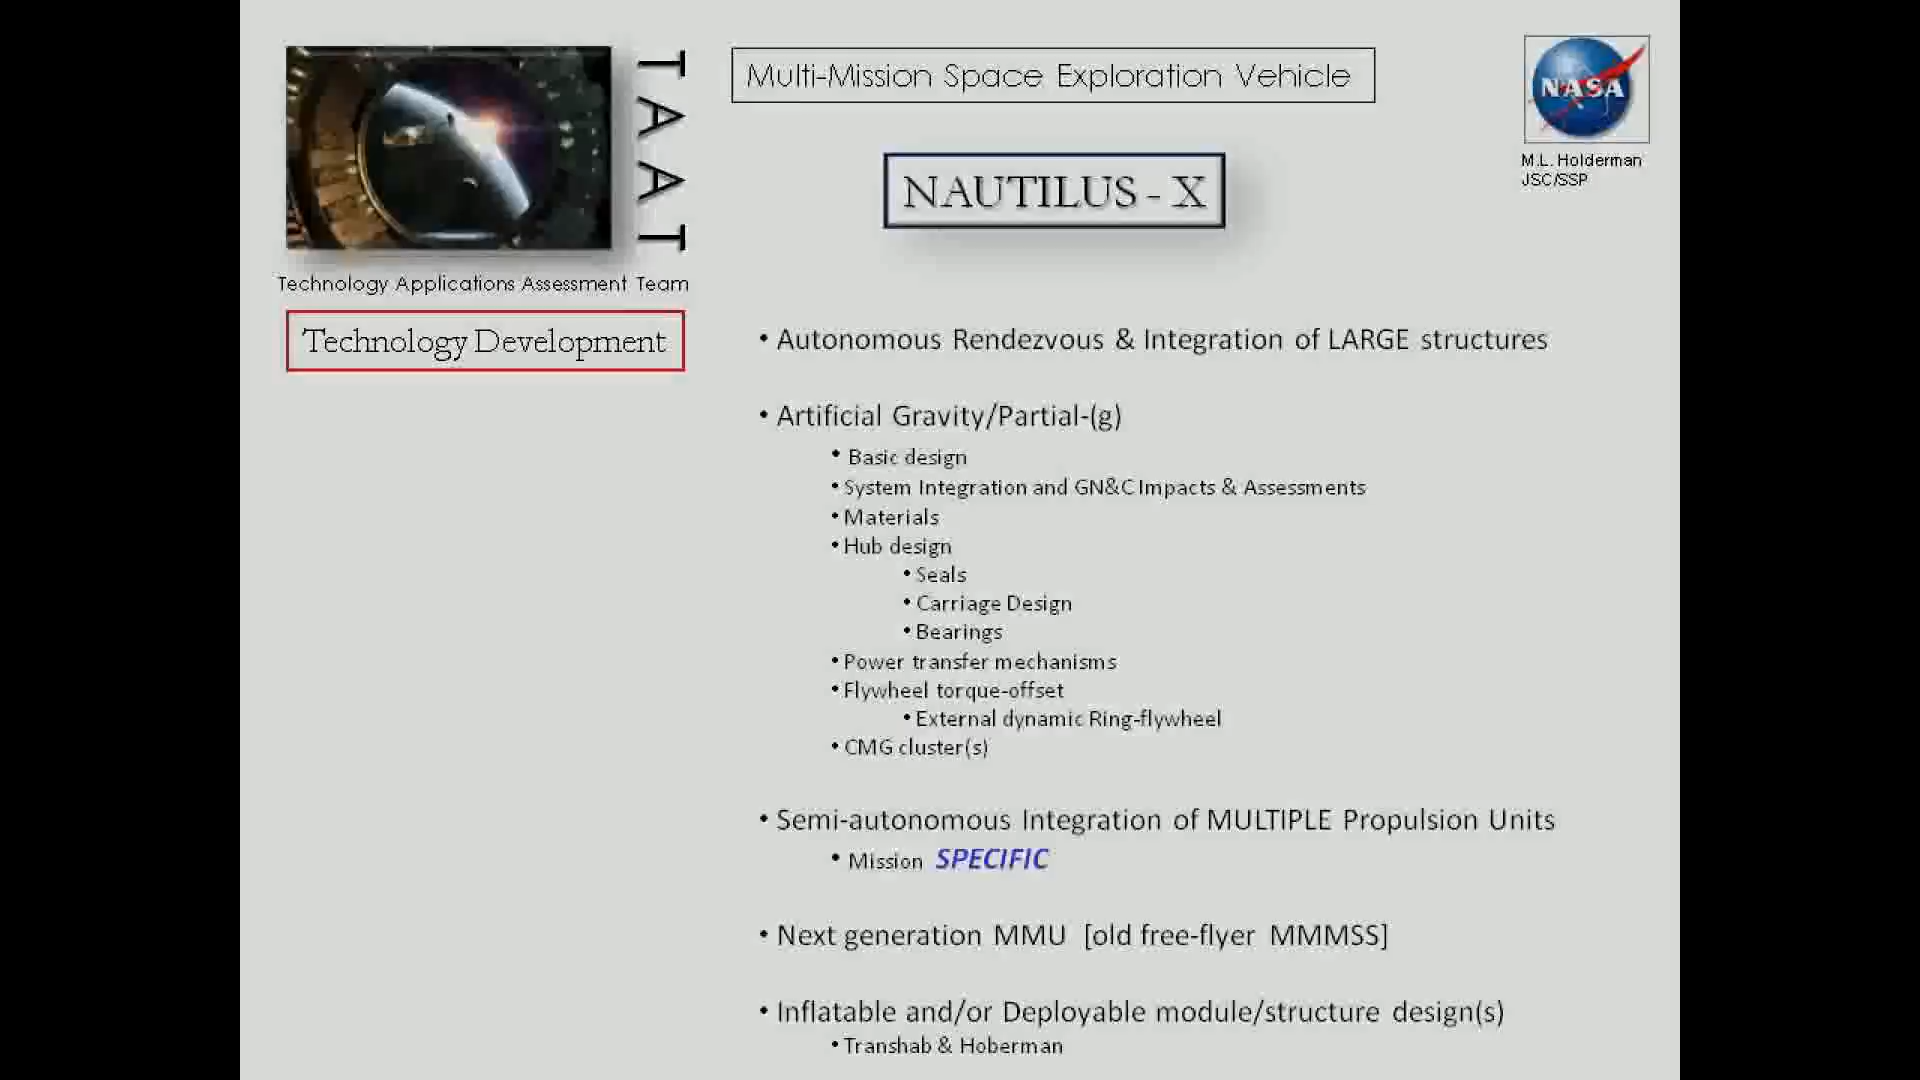 TAAT
Multi-Mission Space Exploration Vehicle
NASA
M.L. Holderman
JSC/SSP
NAUTILUS - X
Technology Applications Assessment Team
Technology Development
• Autonomous Rendezvous & Integration of LARGE structures
• Artificial Gravity/Partial-(g)
• Basic design
• System Integration and GN&C Impacts & Assessments
• Materials
• Hub design
• Seals
• Carriage Design
• Bearings
• Power transfer mechanisms
• Flywheel torque-offset
• External dynamic Ring-flywheel
• CMG cluster(s)
• Semi-autonomous Integration of MULTIPLE Propulsion Units
• Mission SPECIFIC
• Next generation MMU [old free-flyer MMMSS]
• Inflatable and/or Deployable module/structure design(s)
• Transhab & Hoberman